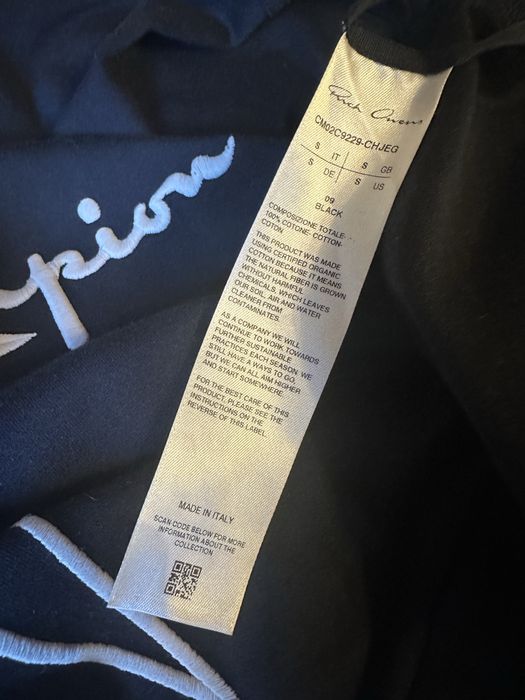 Rick Owens
CM02C9229-CHJEG
S IT S GB
S DE S US
09
BLACK
COMPOSIZIONE TOTALE-
100% COTONE- COTTON-
COTON
THIS PRODUCT WAS MADE
USING CERTIFIED ORGANIC
COTTON BECAUSE IT MEANS
THE NATURAL FIBER IS GROWN
WITHOUT HARMFUL
CHEMICALS, WHICH LEAVES
OUR SOIL, AIR AND WATER
CLEANER FROM
CONTAMINATES.
AS A COMPANY WE WILL
CONTINUE TO WORK TOWARDS
FURTHER SUSTAINABLE
PRACTICES EACH SEASON. WE
STILL HAVE A WAYS TO GO,
BUT WE CAN ALL AIM HIGHER
AND START SOMEWHERE.
FOR THE BEST CARE OF THIS
PRODUCT, PLEASE SEE THE
INSTRUCTIONS ON THE
REVERSE OF THIS LABEL.
MADE IN ITALY
SCAN CODE BELOW FOR MORE
INFORMATION ABOUT THE
COLLECTION
pion